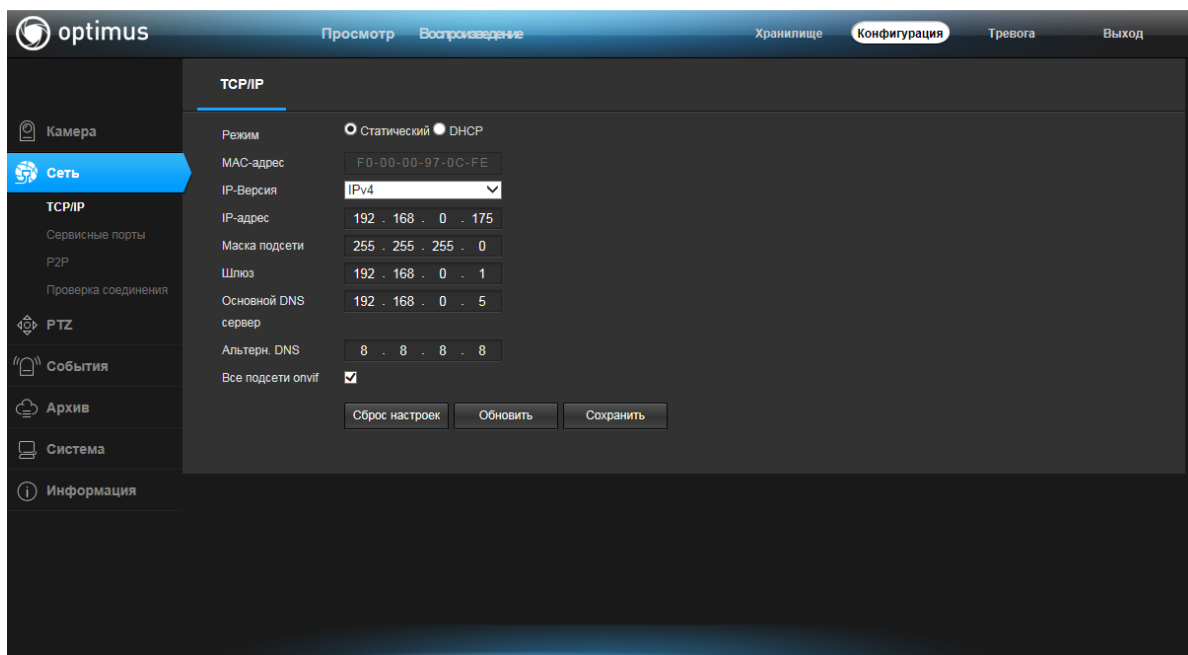 optimus
Просмотр Воспроизведение Хранилище Конфигурация Тревога Выход
TCP/IP
Камера
Сеть
TCP/IP
Сервисные порты
P2P
Проверка соединения
PTZ
События
Архив
Система
Информация
Режим Статический DHCP
MAC-адрес F0-00-00-97-0C-FE
IP-Версия IPv4
IP-адрес 192 . 168 . 0 . 175
Маска подсети 255 . 255 . 255 . 0
Шлюз 192 . 168 . 0 . 1
Основной DNS сервер 192 . 168 . 0 . 5
Альтерн. DNS 8 . 8 . 8 . 8
Все подсети onvif
Сброс настроек Обновить Сохранить